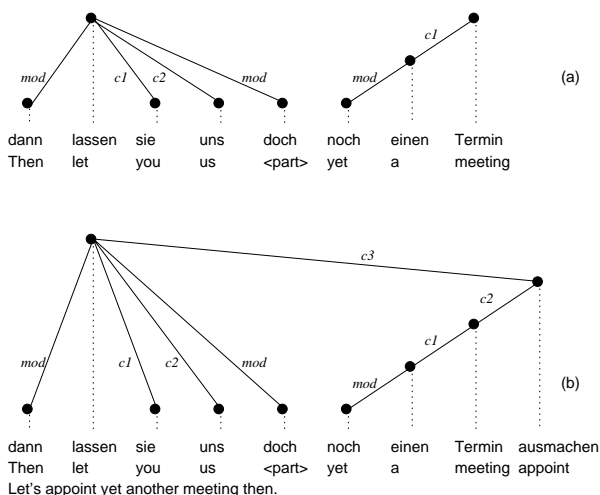 mod c1 c2 mod mod c1 (a)
dann lassen sie uns doch noch einen Termin
Then let you us <part> yet a meeting
c3
c2
mod c1 c2 mod mod c1 (b)
dann lassen sie uns doch noch einen Termin ausmachen
Then let you us <part> yet a meeting appoint
Let's appoint yet another meeting then.